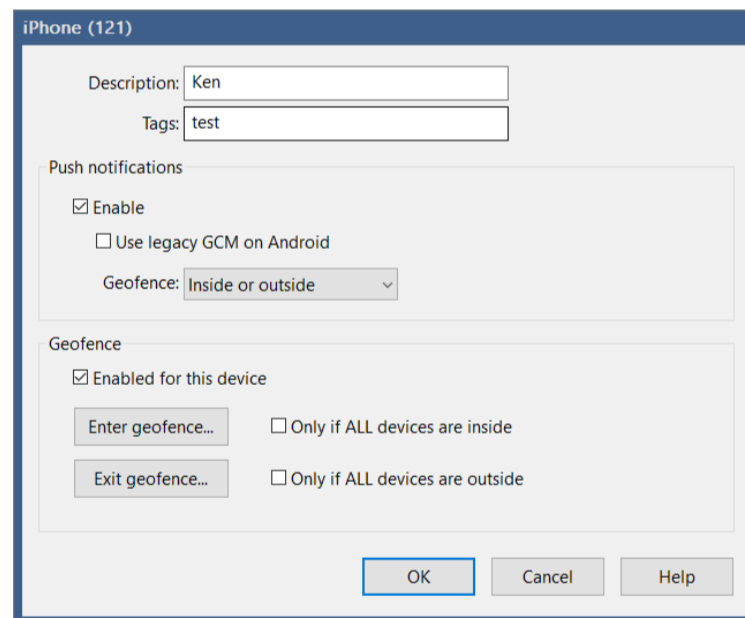 iPhone (121)
Description: Ken
Tags: test
Push notifications
Enable
Use legacy GCM on Android
Geofence: Inside or outside
Geofence
Enabled for this device
Enter geofence... Only if ALL devices are inside
Exit geofence... Only if ALL devices are outside
OK Cancel Help